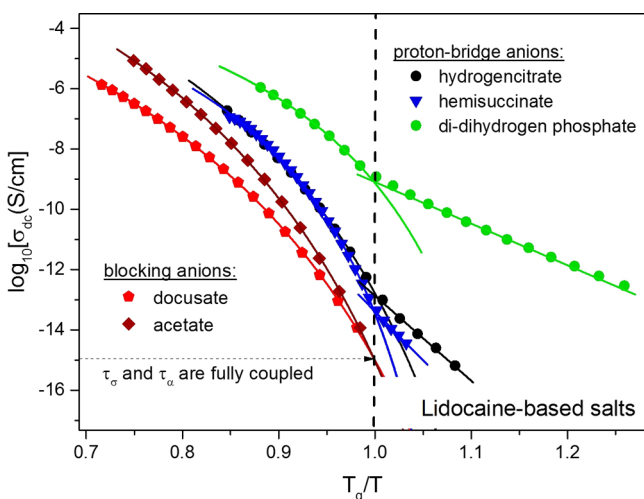 -4
-6
-8
-10
-12
-14
-16
log₁₀[σdc(S/cm)
proton-bridge anions:
hydrogencitrate
hemisuccinate
di-dihydrogen phosphate
blocking anions:
docusate
acetate
τσ and τα are fully coupled
Lidocaine-based salts
0.7 0.8 0.9 1.0 1.1 1.2
Tg/T